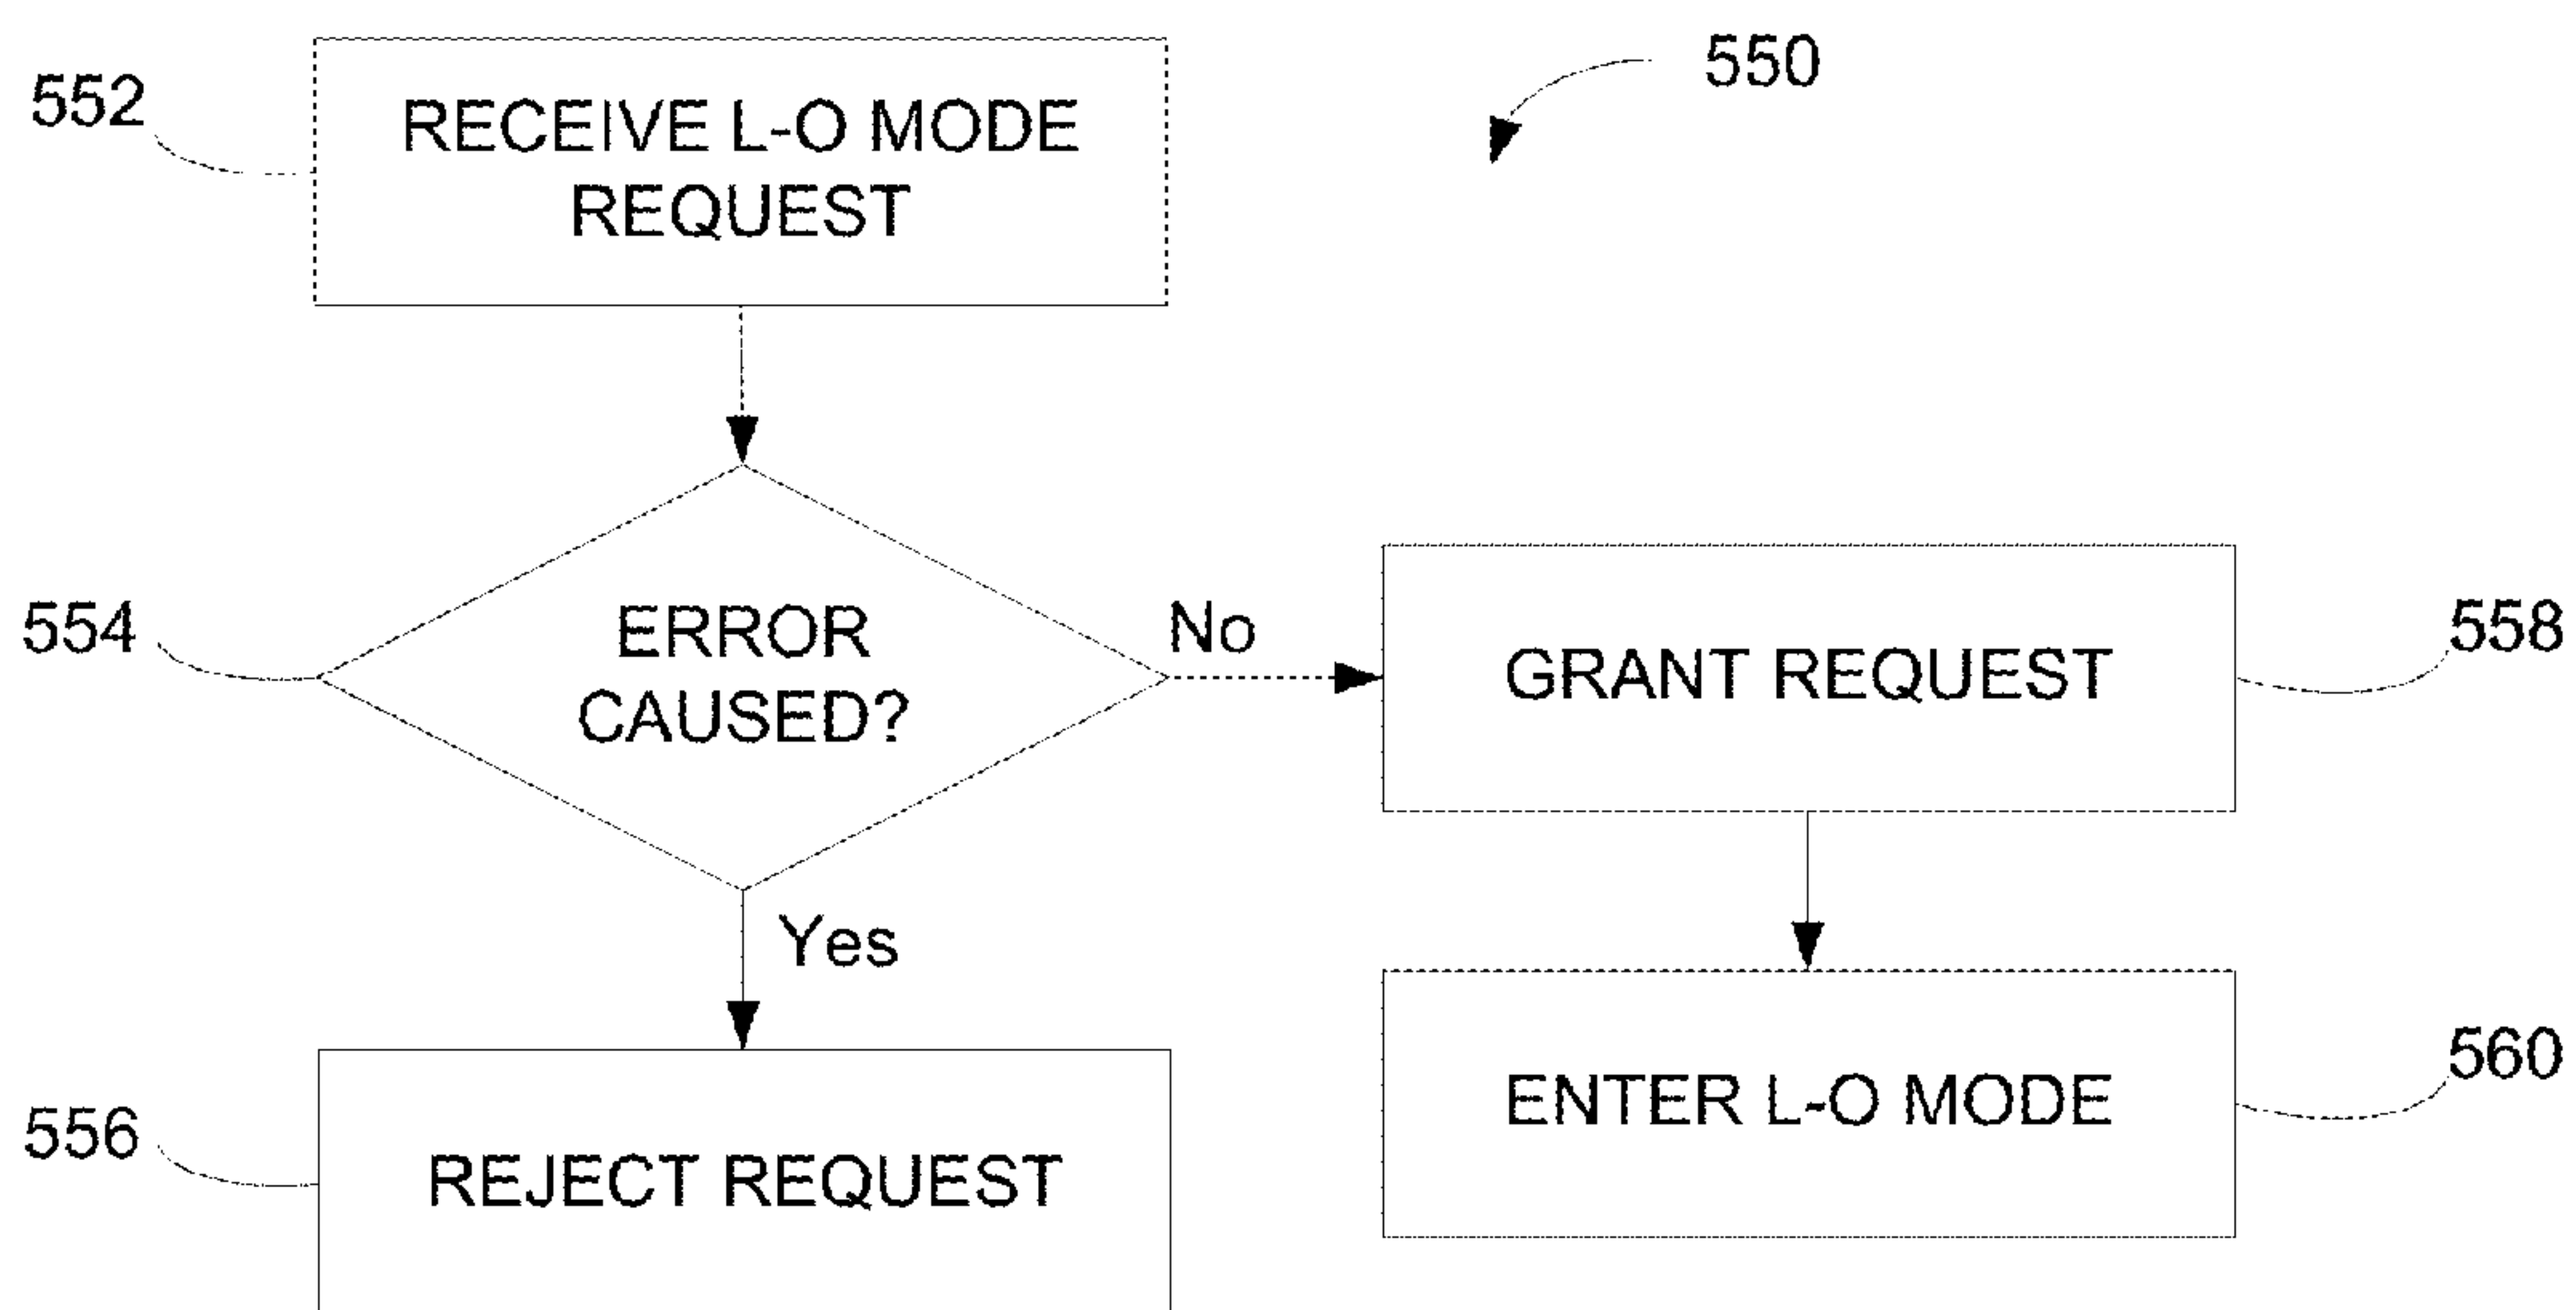 552
RECEIVE L-O MODE
REQUEST
550
554
ERROR
CAUSED?
No
GRANT REQUEST
558
Yes
556
REJECT REQUEST
ENTER L-O MODE
560